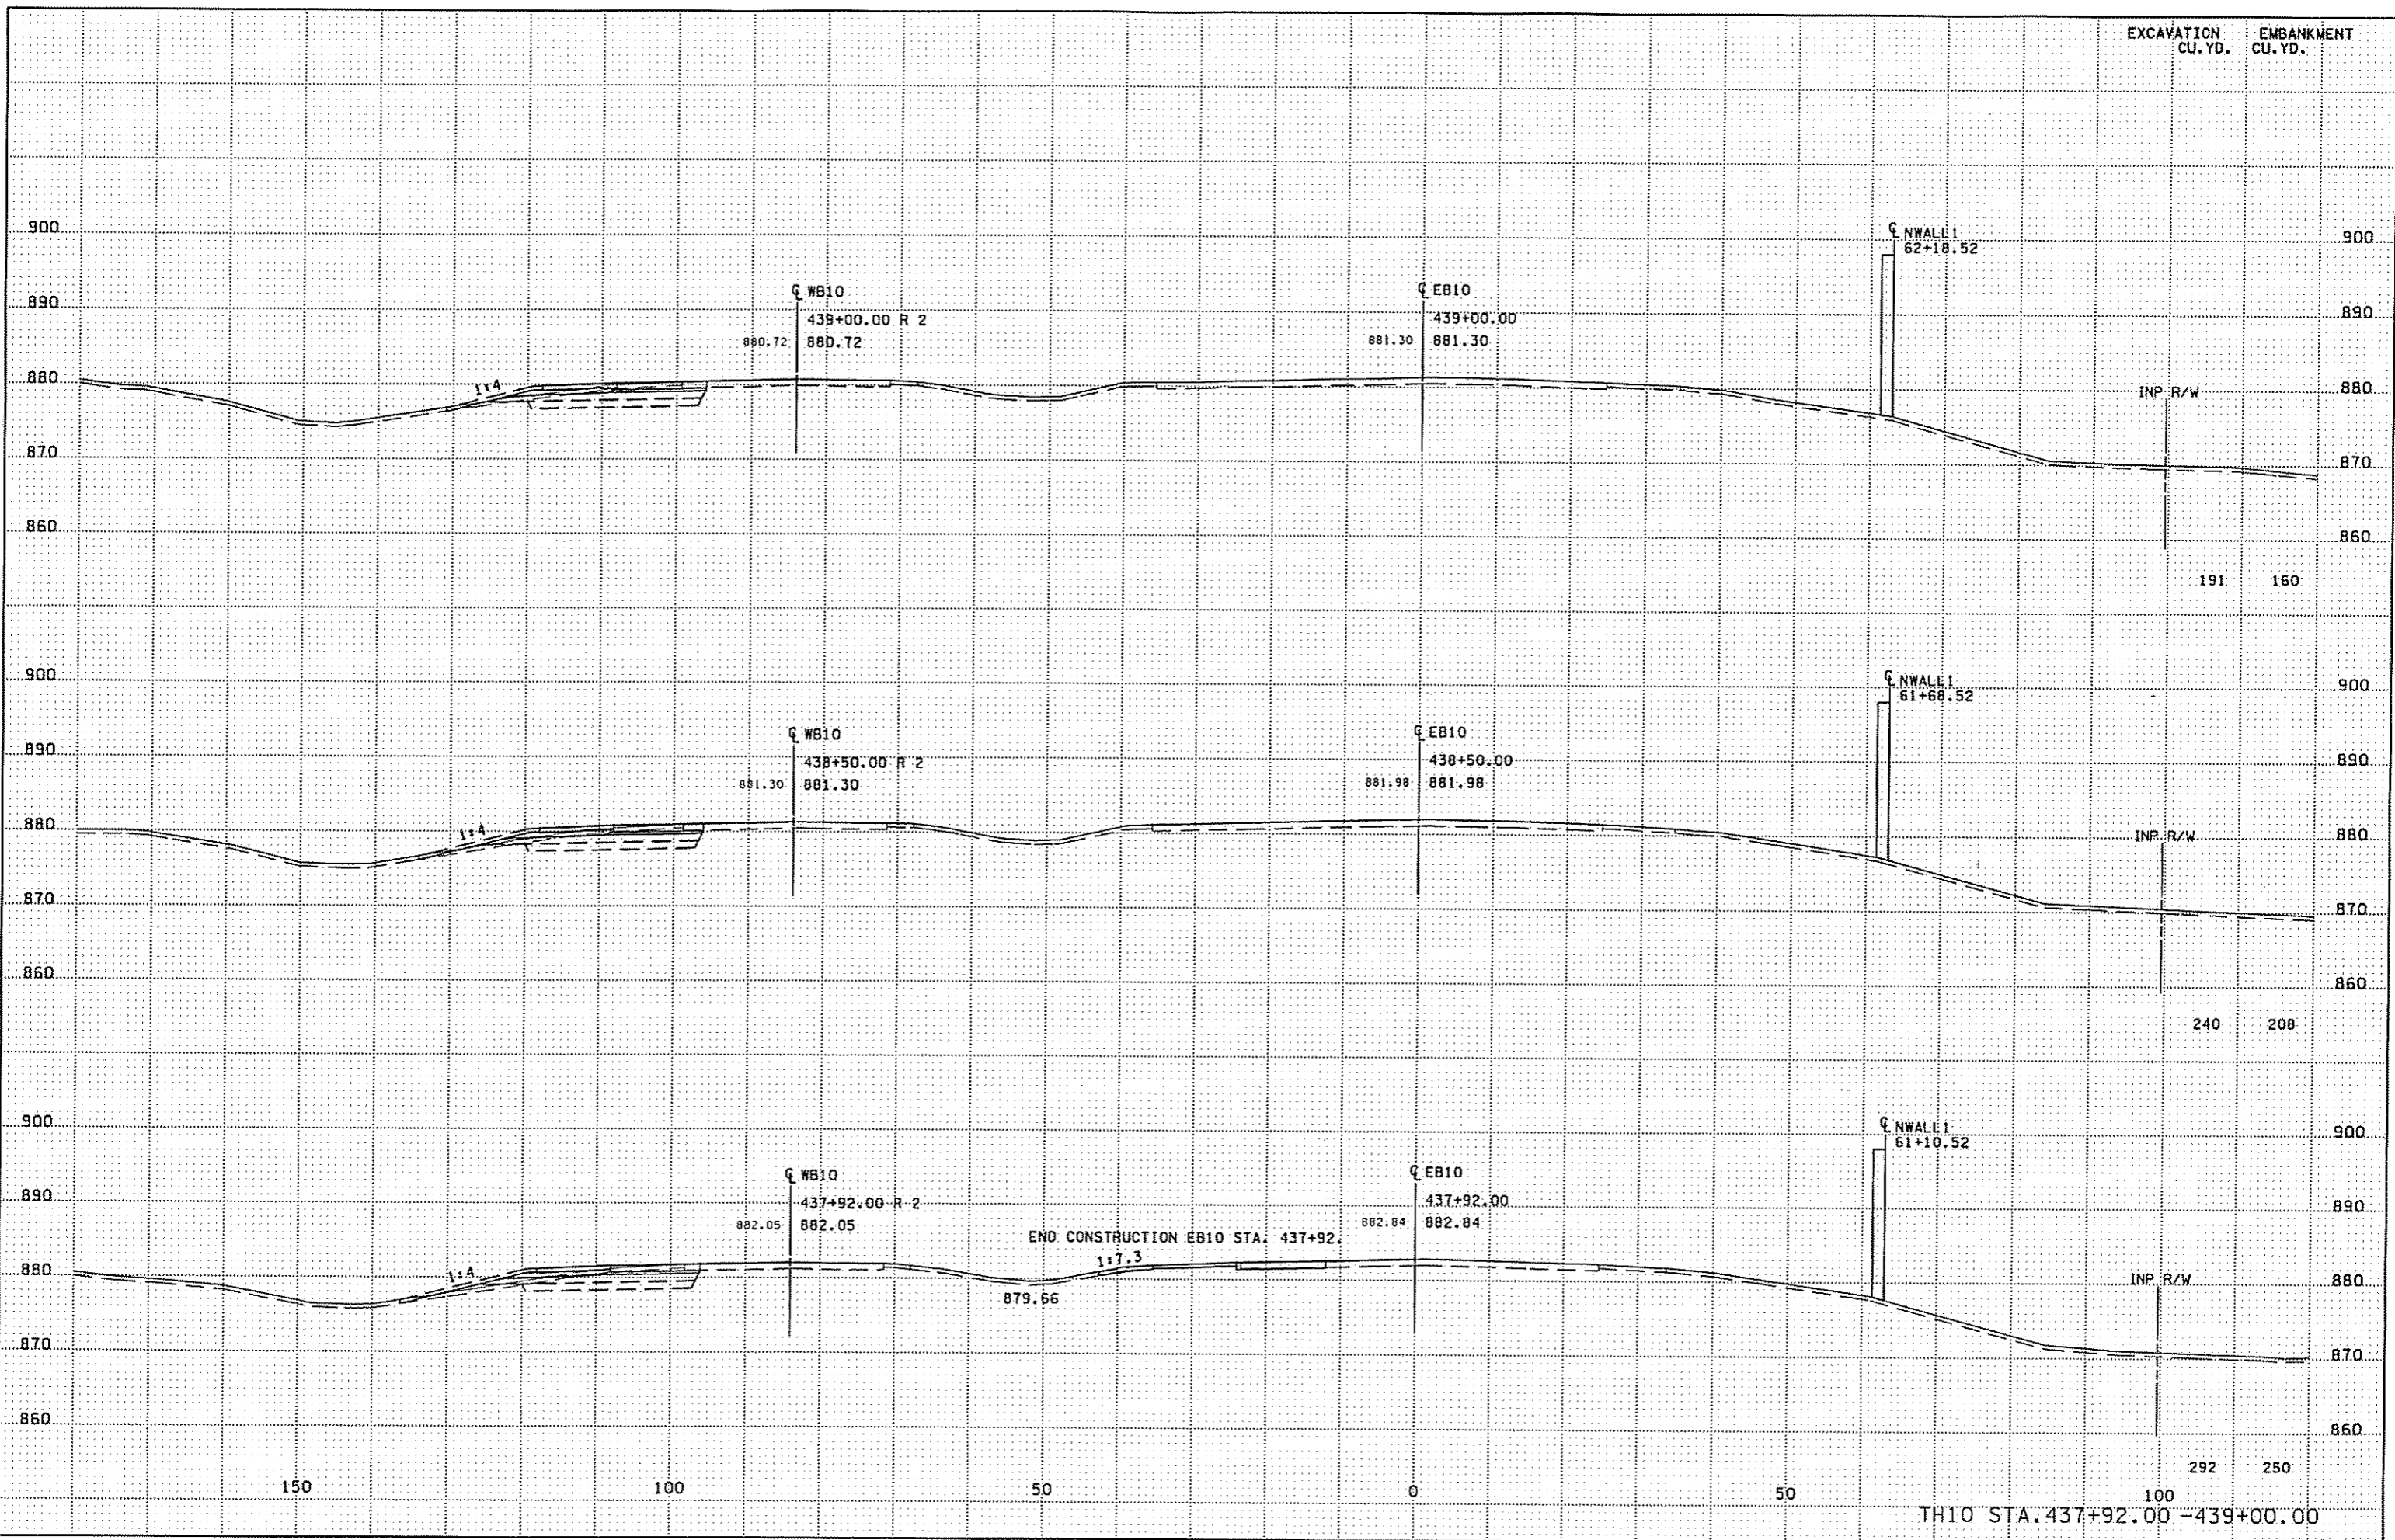 EXCAVATION EMBANKMENT
CU.YD. CU.YD.
900 ℄ NWALL1 900
62+18.52
890 ℄ WB10 ℄ EB10 890
439+00.00 R 2 439+00.00
880.72 880.72 881.30 881.30
880 1:4 880
INP R/W
870 870
860 860
191 160
900 ℄ NWALL1 900
61+68.52
890 ℄ WB10 ℄ EB10 890
438+50.00 R 2 438+50.00
881.30 881.30 881.98 881.98
880 1:4 880
INP R/W
870 870
860 860
240 208
900 ℄ NWALL1 900
61+10.52
890 ℄ WB10 ℄ EB10 890
437+92.00 R 2 437+92.00
882.05 882.05 882.84 882.84
END CONSTRUCTION EB10 STA. 437+92.
880 1:4 1:7.3 880
INP R/W
879.66
870 870
860 860
292 250
150 100 50 0 50 100
TH10 STA.437+92.00 -439+00.00